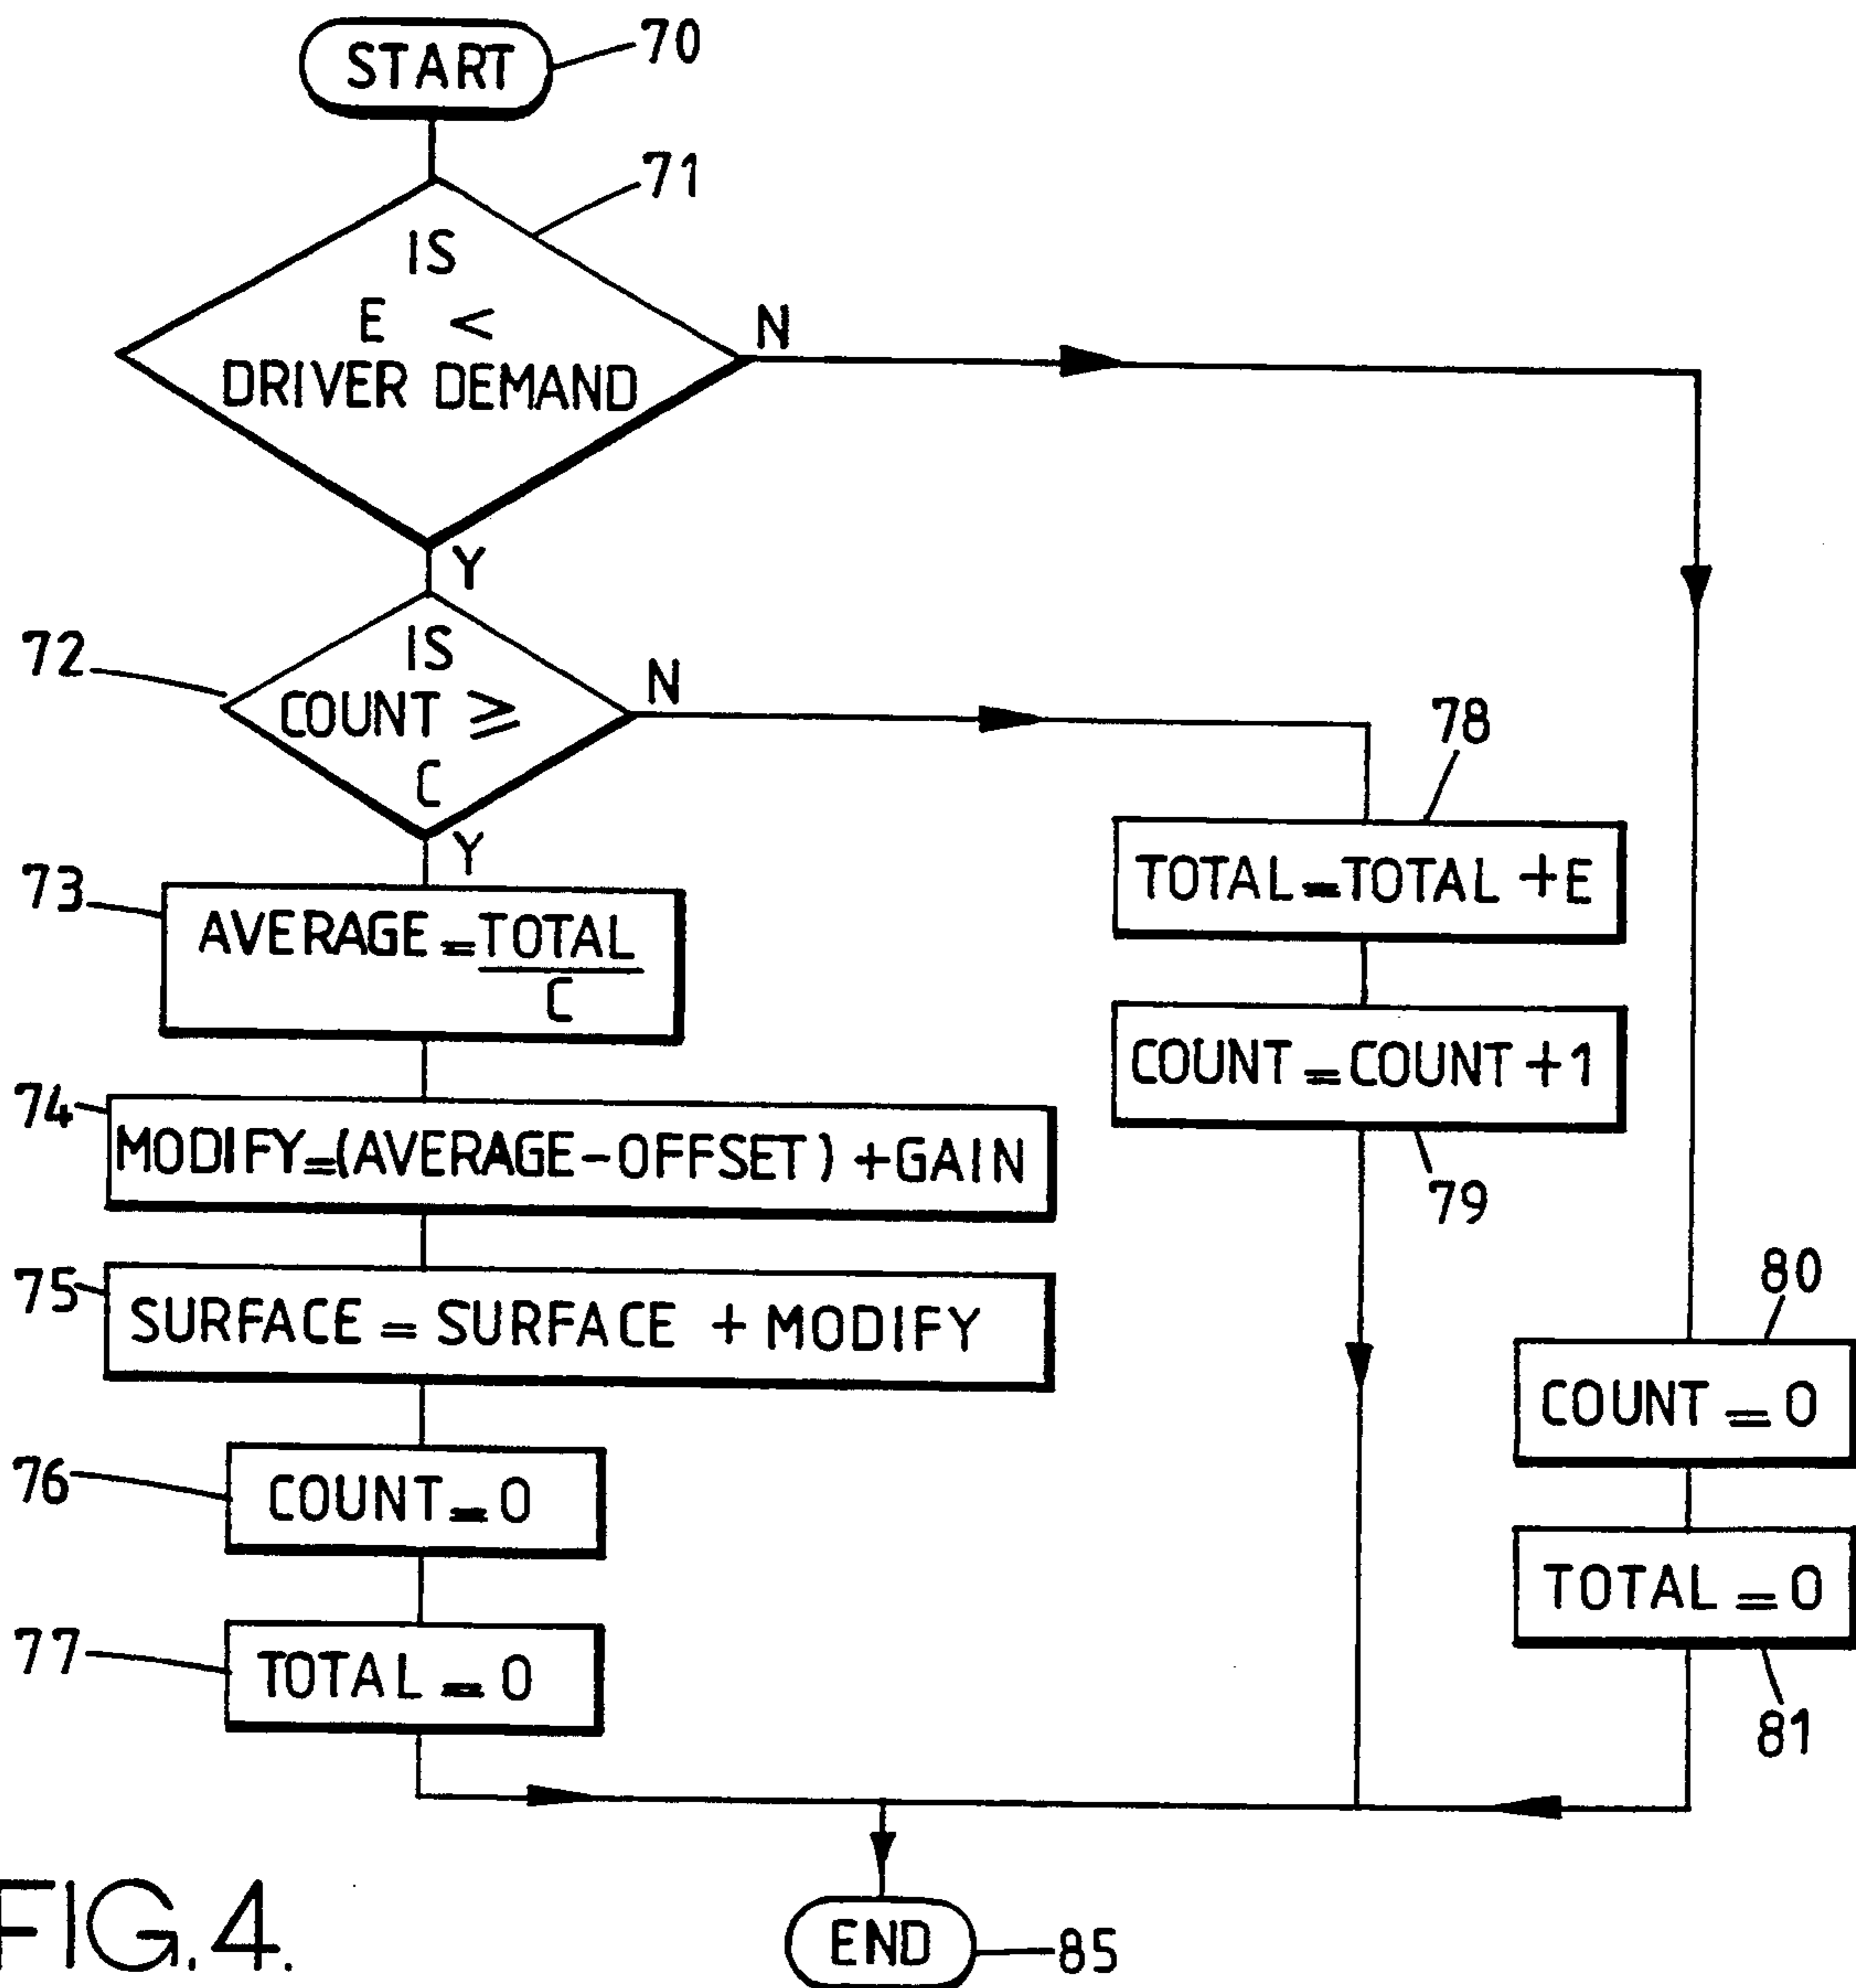 START
70
71
IS
E <
DRIVER DEMAND
N
Y
72
IS
COUNT ≥
C
N
Y
73
AVERAGE = TOTAL
C
74
MODIFY = (AVERAGE - OFFSET) + GAIN
75
SURFACE = SURFACE + MODIFY
76
COUNT = 0
77
TOTAL = 0
78
TOTAL = TOTAL + E
COUNT = COUNT + 1
79
80
COUNT = 0
TOTAL = 0
81
END
85
FIG. 4.